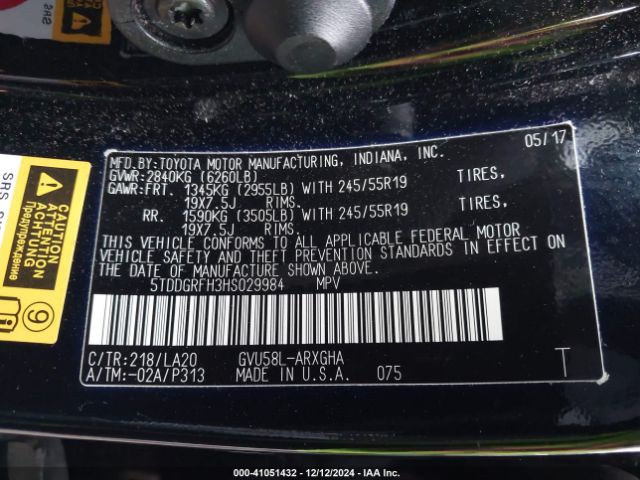 MFD.BY:TOYOTA MOTOR MANUFACTURING, INDIANA, INC. 05/17
GVWR:2840KG (6260LB)
GAWR:FRT. 1345KG (2955LB) WITH 245/55R19 TIRES,
19X7.5J RIMS.
RR. 1590KG (3505LB) WITH 245/55R19 TIRES,
19X7.5J RIMS.
THIS VEHICLE CONFORMS TO ALL APPLICABLE FEDERAL MOTOR
VEHICLE SAFETY AND THEFT PREVENTION STANDARDS IN EFFECT ON
THE DATE OF MANUFACTURE SHOWN ABOVE.
5TDDGRFH3HS029984 MPV
C/TR:218/LA20 GVU58L-ARXGHA T
A/TM:-02A/P313 MADE IN U.S.A. 075
CAUTION
ATTENTION
ACHTUNG
Предупреждение
SRS
000-41051432 - 12/12/2024 - IAA Inc.